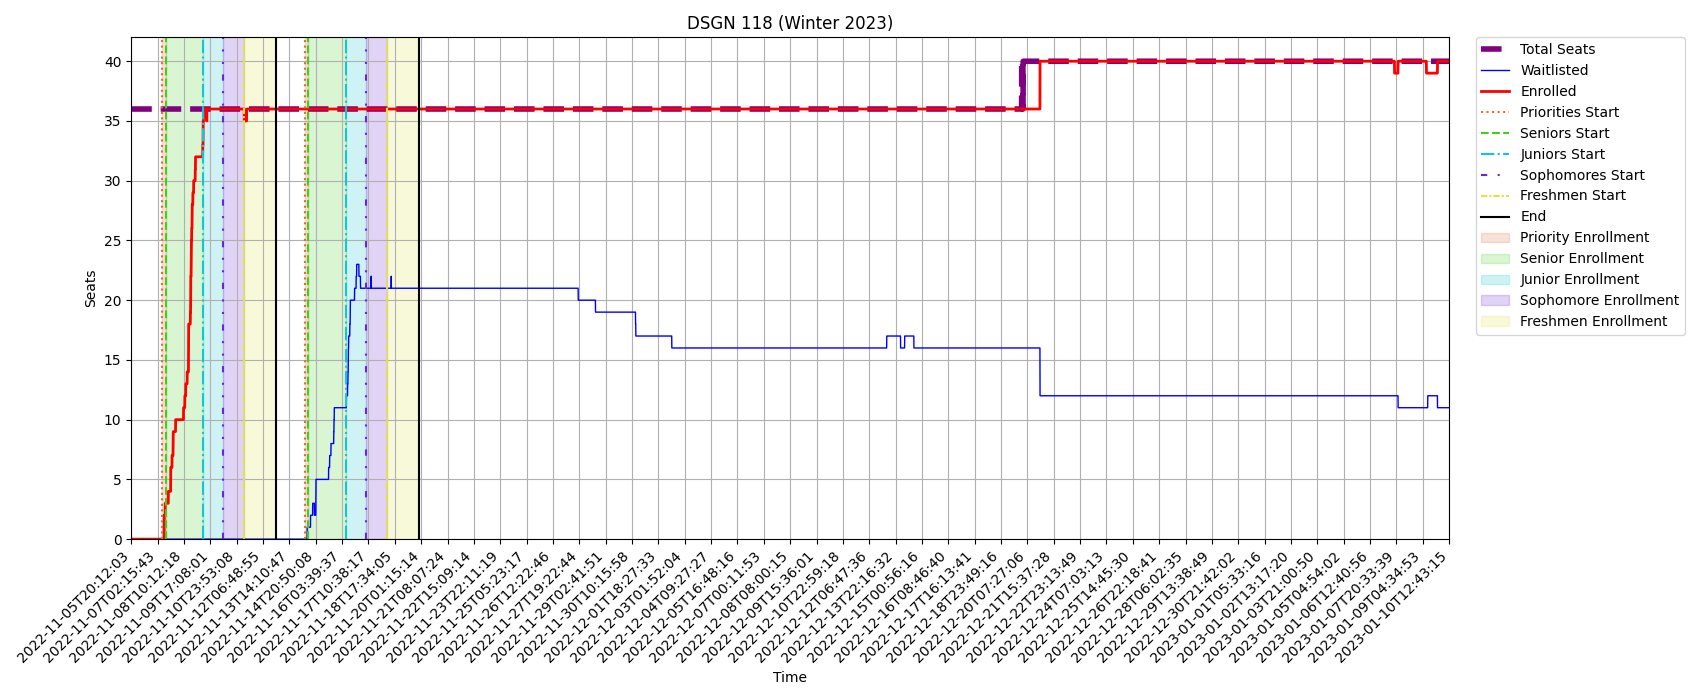 DSGN 118 (Winter 2023)
Seats
40
35
30
25
20
15
10
5
0
2022-11-05T20:12:03
2022-11-07T02:15:43
2022-11-08T10:12:18
2022-11-09T17:08:01
2022-11-10T23:53:08
2022-11-12T06:48:55
2022-11-13T14:10:47
2022-11-14T20:50:08
2022-11-16T03:39:37
2022-11-17T10:38:17
2022-11-18T17:34:05
2022-11-20T01:15:14
2022-11-21T08:07:24
2022-11-22T15:09:14
2022-11-23T22:11:19
2022-11-25T05:23:17
2022-11-26T12:22:46
2022-11-27T19:22:44
2022-11-29T02:41:51
2022-11-30T10:15:58
2022-12-01T18:27:33
2022-12-03T01:52:04
2022-12-04T09:27:27
2022-12-05T16:48:16
2022-12-07T00:11:53
2022-12-08T08:00:15
2022-12-09T15:36:01
2022-12-10T22:59:18
2022-12-12T06:47:36
2022-12-13T22:16:32
2022-12-15T00:56:16
2022-12-16T08:46:40
2022-12-17T16:13:41
2022-12-18T23:49:16
2022-12-20T07:27:06
2022-12-21T15:37:28
2022-12-22T23:13:49
2022-12-24T07:03:13
2022-12-25T14:45:30
2022-12-26T22:18:41
2022-12-28T06:02:35
2022-12-29T13:38:49
2022-12-30T21:42:02
2023-01-01T05:33:16
2023-01-02T13:17:20
2023-01-03T21:00:50
2023-01-05T04:54:02
2023-01-06T12:40:56
2023-01-07T20:33:39
2023-01-09T04:34:53
2023-01-10T12:43:15
Time
Total Seats
Waitlisted
Enrolled
Priorities Start
Seniors Start
Juniors Start
Sophomores Start
Freshmen Start
End
Priority Enrollment
Senior Enrollment
Junior Enrollment
Sophomore Enrollment
Freshmen Enrollment